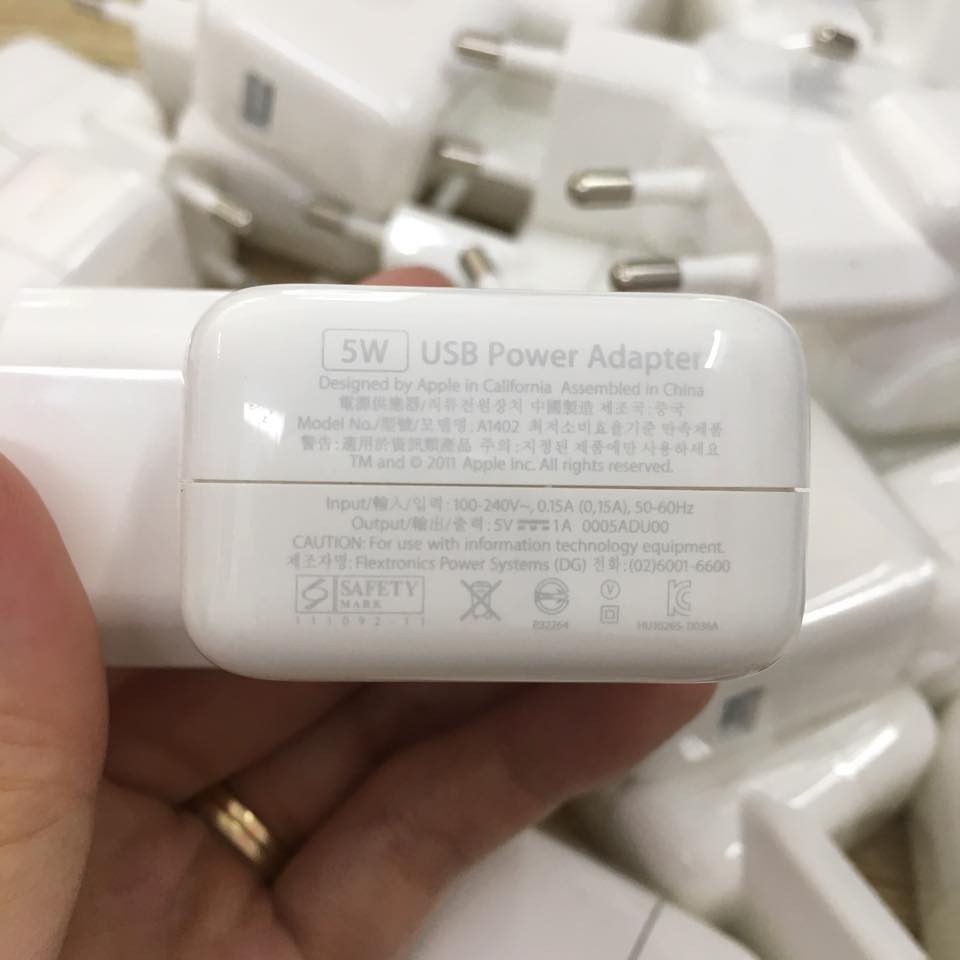 5W USB Power Adapter
Designed by Apple in California Assembled in China
電源供應器/직류전원장치 中國製造 제조국:중국
Model No./型號/모델명: A1402 최저소비효율기준 만족제품
警告:適用於資訊類產品 주의:지정된 제품에만 사용하세요
TM and © 2011 Apple Inc. All rights reserved.
Input/輸入/입력: 100-240V~, 0.15A (0,15A), 50-60Hz
Output/輸出/출력: 5V⎓1A 0005ADU00
CAUTION: For use with information technology equipment.
제조자명: Flextronics Power Systems (DG) 전화:(02)6001-6600
SAFETY
MARK
111092-11
R32264
V
HU10265-11036A